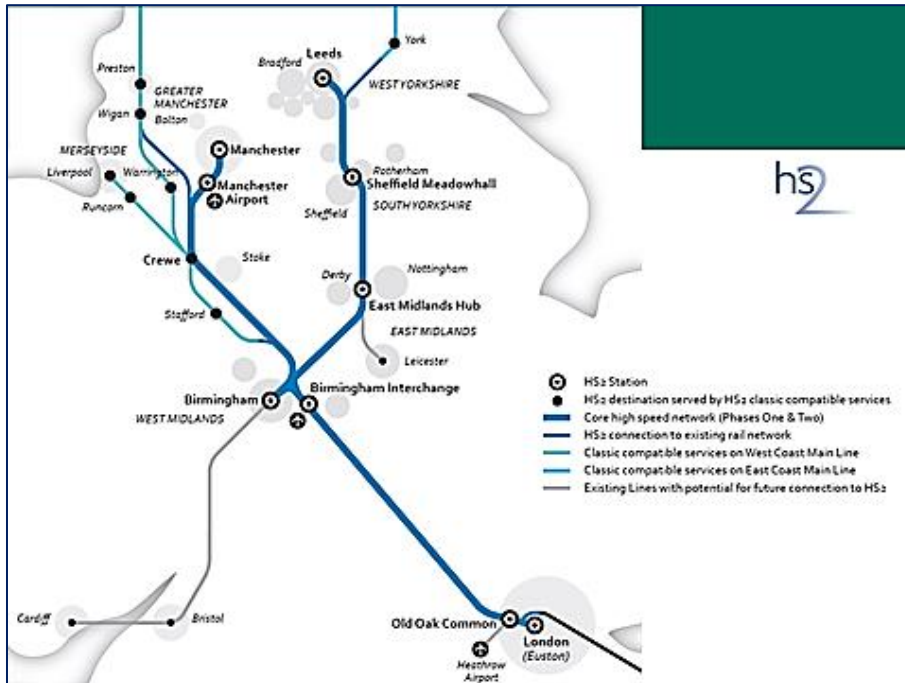 York
Leeds
Bradford
Preston
WEST YORKSHIRE
GREATER
MANCHESTER
Wigan
Bolton
MERSEYSIDE
Manchester
Liverpool
Warrington
Rotherham
Sheffield Meadowhall
Manchester
Airport
Runcorn
Sheffield
SOUTH YORKSHIRE
hs2
Crewe
Stoke
Derby
Nottingham
East Midlands Hub
Stafford
EAST MIDLANDS
Leicester
Birmingham
Birmingham Interchange
WEST MIDLANDS
HS2 Station
HS2 destination served by HS2 classic compatible services
Core high speed network (Phases One & Two)
HS2 connection to existing rail network
Classic compatible services on West Coast Main Line
Classic compatible services on East Coast Main Line
Existing Lines with potential for future connection to HS2
Cardiff
Bristol
Old Oak Common
London
(Euston)
Heathrow
Airport